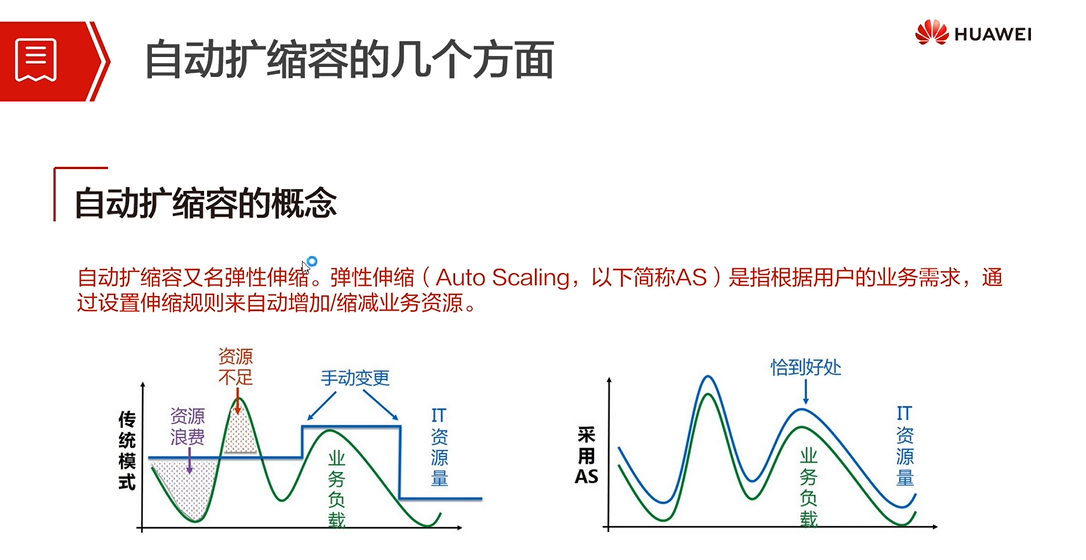 自动扩缩容的几个方面
HUAWEI
自动扩缩容的概念
自动扩缩容又名弹性伸缩。弹性伸缩（Auto Scaling，以下简称AS）是指根据用户的业务需求，通
过设置伸缩规则来自动增加/缩减业务资源。
传统模式
资源
浪费
资源
不足
手动变更
IT资源量
业务负载
采用AS
恰到好处
IT资源量
业务负载